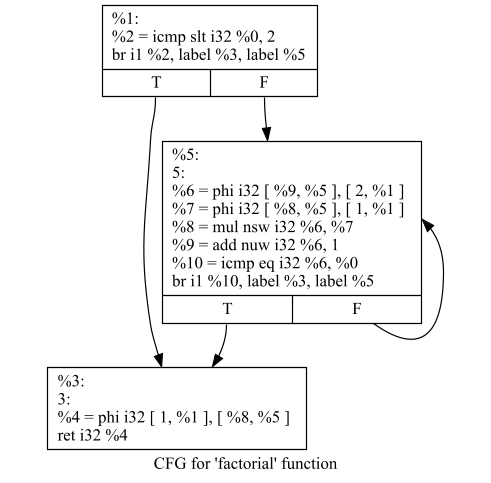 %1:
%2 = icmp slt i32 %0, 2
br i1 %2, label %3, label %5
T
F
%5:
5:
%6 = phi i32 [ %9, %5 ], [ 2, %1 ]
%7 = phi i32 [ %8, %5 ], [ 1, %1 ]
%8 = mul nsw i32 %6, %7
%9 = add nuw i32 %6, 1
%10 = icmp eq i32 %6, %0
br i1 %10, label %3, label %5
T
F
%3:
3:
%4 = phi i32 [ 1, %1 ], [ %8, %5 ]
ret i32 %4
CFG for 'factorial' function